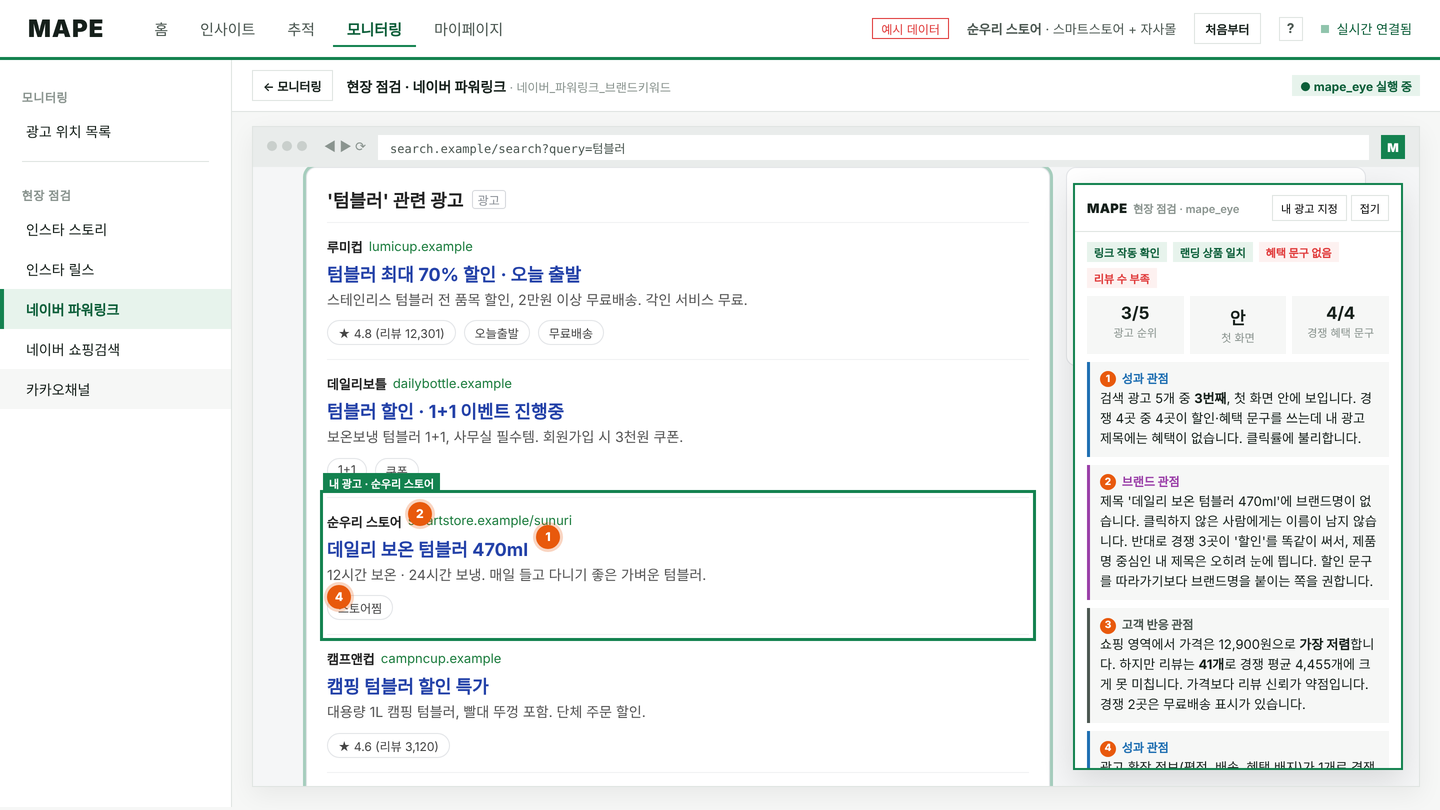 MAPE 홈 인사이트 추적 모니터링 마이페이지 예시 데이터 순우리 스토어 · 스마트스토어 + 자사몰 처음부터 ? 실시간 연결됨
모니터링
광고 위치 목록
현장 점검
인스타 스토리
인스타 릴스
네이버 파워링크
네이버 쇼핑검색
카카오채널
← 모니터링 현장 점검 · 네이버 파워링크 · 네이버_파워링크_브랜드키워드 ● mape_eye 실행 중
search.example/search?query=텀블러 M
'텀블러' 관련 광고 광고
루미컵 lumicup.example
텀블러 최대 70% 할인 · 오늘 출발
스테인리스 텀블러 전 품목 할인, 2만원 이상 무료배송. 각인 서비스 무료.
★ 4.8 (리뷰 12,301) 오늘출발 무료배송
데일리보틀 dailybottle.example
텀블러 할인 · 1+1 이벤트 진행중
보온보냉 텀블러 1+1, 사무실 필수템. 회원가입 시 3천원 쿠폰.
1+1 쿠폰
내 광고 · 순우리 스토어
순우리 스토어 2 smartstore.example/sunuri
데일리 보온 텀블러 470ml 1
12시간 보온 · 24시간 보냉. 매일 들고 다니기 좋은 가벼운 텀블러.
4 스토어찜
캠프앤컵 campncup.example
캠핑 텀블러 할인 특가
대용량 1L 캠핑 텀블러, 빨대 뚜껑 포함. 단체 주문 할인.
★ 4.6 (리뷰 3,120)
MAPE 현장 점검 · mape_eye 내 광고 지정 접기
링크 작동 확인 랜딩 상품 일치 혜택 문구 없음
리뷰 수 부족
3/5 안 4/4
광고 순위 첫 화면 경쟁 혜택 문구
1 성과 관점
검색 광고 5개 중 3번째, 첫 화면 안에 보입니다. 경
쟁 4곳 중 4곳이 할인·혜택 문구를 쓰는데 내 광고
제목에는 혜택이 없습니다. 클릭률에 불리합니다.
2 브랜드 관점
제목 '데일리 보온 텀블러 470ml'에 브랜드명이 없
습니다. 클릭하지 않은 사람에게는 이름이 남지 않습
니다. 반대로 경쟁 3곳이 '할인'를 똑같이 써서, 제품
명 중심인 내 제목은 오히려 눈에 띕니다. 할인 문구
를 따라가기보다 브랜드명을 붙이는 쪽을 권합니다.
3 고객 반응 관점
쇼핑 영역에서 가격은 12,900원으로 가장 저렴합니
다. 하지만 리뷰는 41개로 경쟁 평균 4,455개에 크
게 못 미칩니다. 가격보다 리뷰 신뢰가 약점입니다.
경쟁 2곳은 무료배송 표시가 있습니다.
4 성과 관점
광고 확장 정보(평점, 배송, 혜택 배지)가 1개로 경쟁